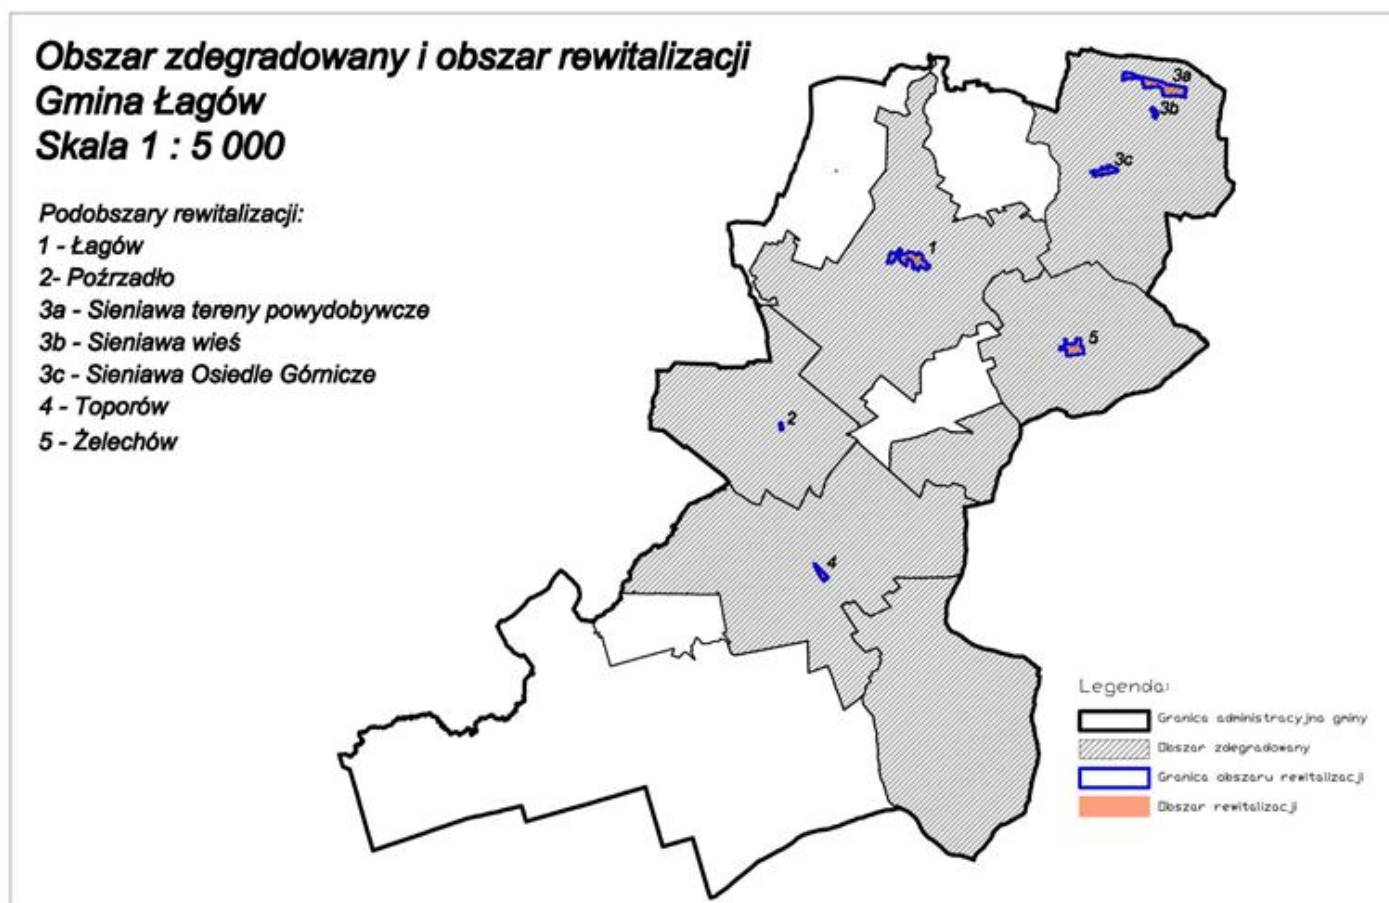 Obszar zdegradowany i obszar rewitalizacji
Gmina Łagów
Skala 1 : 5 000
Podobszary rewitalizacji:
1 - Łagów
2- Poźrzadło
3a - Sieniawa tereny powydobywcze
3b - Sieniawa wieś
3c - Sieniawa Osiedle Górnicze
4 - Toporów
5 - Żelechów
3a
3b
3c
1
5
2
4
Legenda:
Granica administracyjna gminy
Obszar zdegradowany
Granica obszaru rewitalizacji
Obszar rewitalizacji